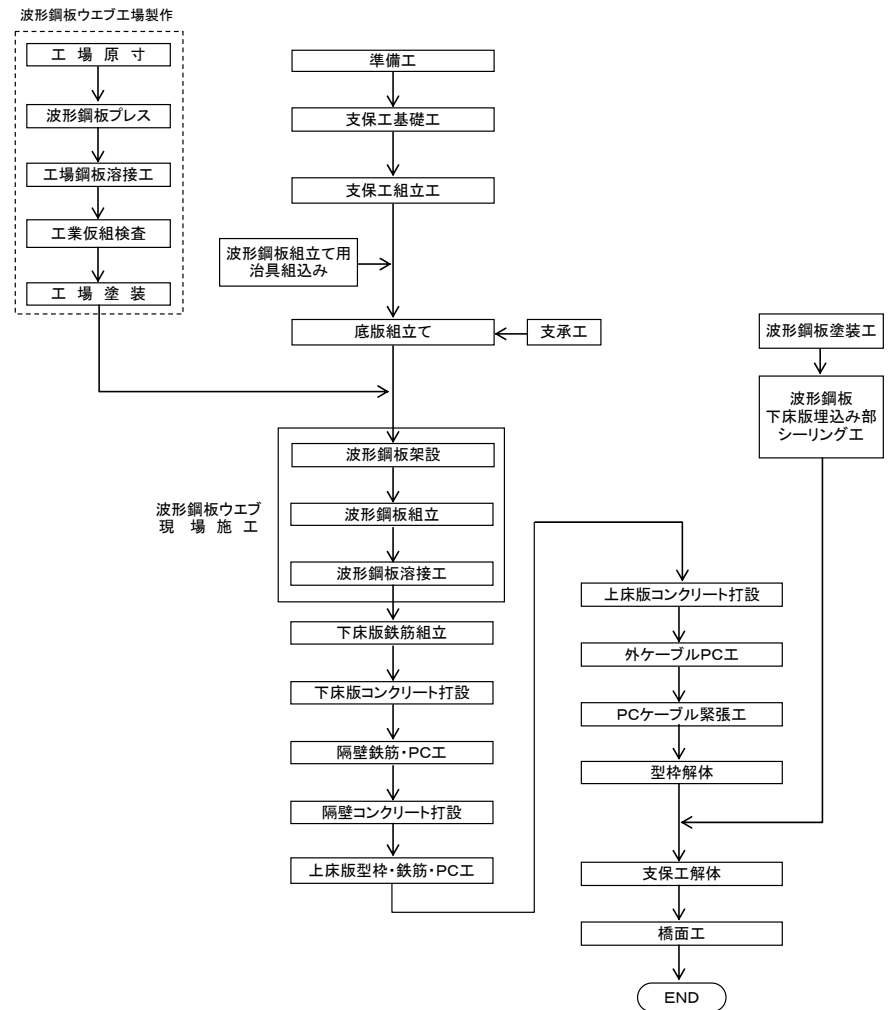 波形鋼板ウエブ工場製作
工場原寸
波形鋼板プレス
工場鋼板溶接工
工業仮組検査
工場塗装
準備工
支保工基礎工
支保工組立工
波形鋼板組立て用
治具組込み
底版組立て
支承工
波形鋼板ウエブ
現場施工
波形鋼板架設
波形鋼板組立
波形鋼板溶接工
下床版鉄筋組立
下床版コンクリート打設
隔壁鉄筋・PC工
隔壁コンクリート打設
上床版型枠・鉄筋・PC工
上床版コンクリート打設
外ケーブルPC工
PCケーブル緊張工
型枠解体
波形鋼板塗装工
波形鋼板
下床版埋込み部
シーリング工
支保工解体
橋面工
END